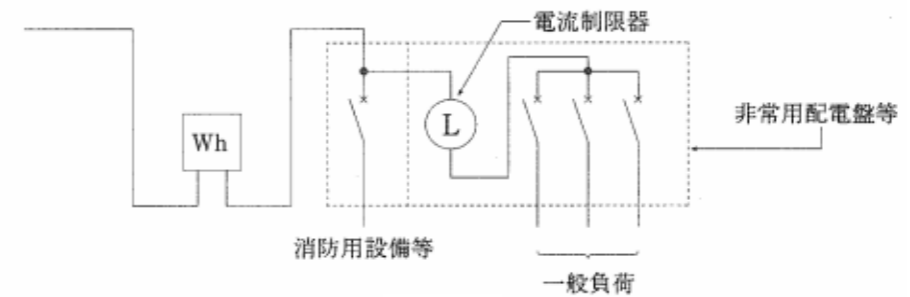 電流制限器
L
Wh
非常用配電盤等
消防用設備等
一般負荷